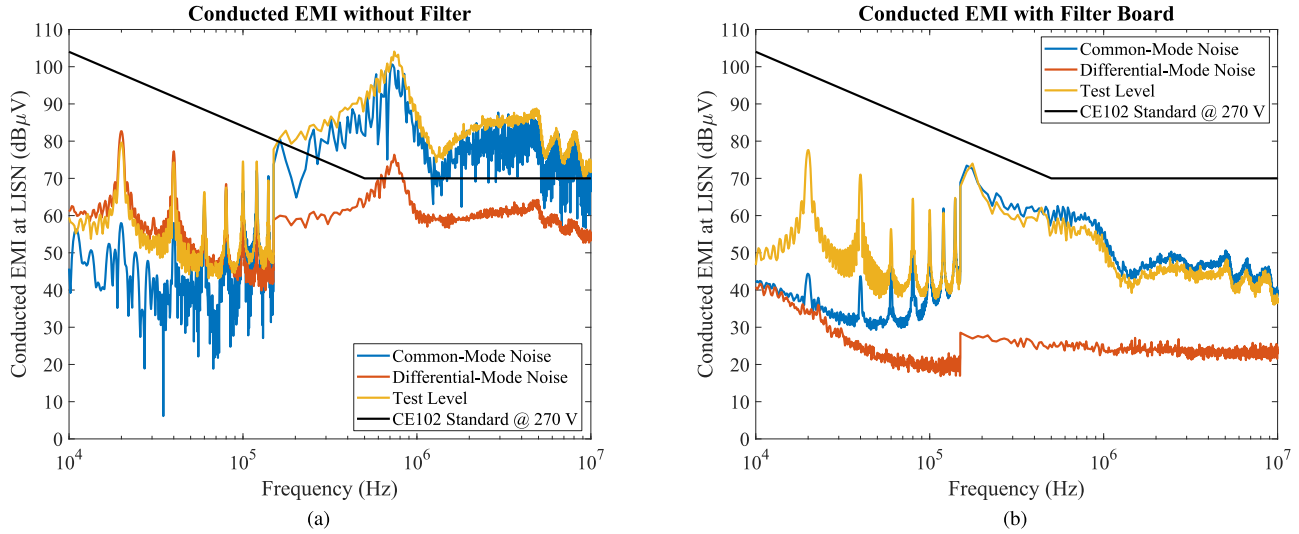 Conducted EMI without Filter
110
100
90
80
70
60
50
40
30
20
10
0
Conducted EMI at LISN (dBμV)
Common-Mode Noise
Differential-Mode Noise
Test Level
CE102 Standard @ 270 V
10^4
10^5
10^6
10^7
Frequency (Hz)
(a)
Conducted EMI with Filter Board
110
100
90
80
70
60
50
40
30
20
10
0
Conducted EMI at LISN (dBμV)
Common-Mode Noise
Differential-Mode Noise
Test Level
CE102 Standard @ 270 V
10^4
10^5
10^6
10^7
Frequency (Hz)
(b)